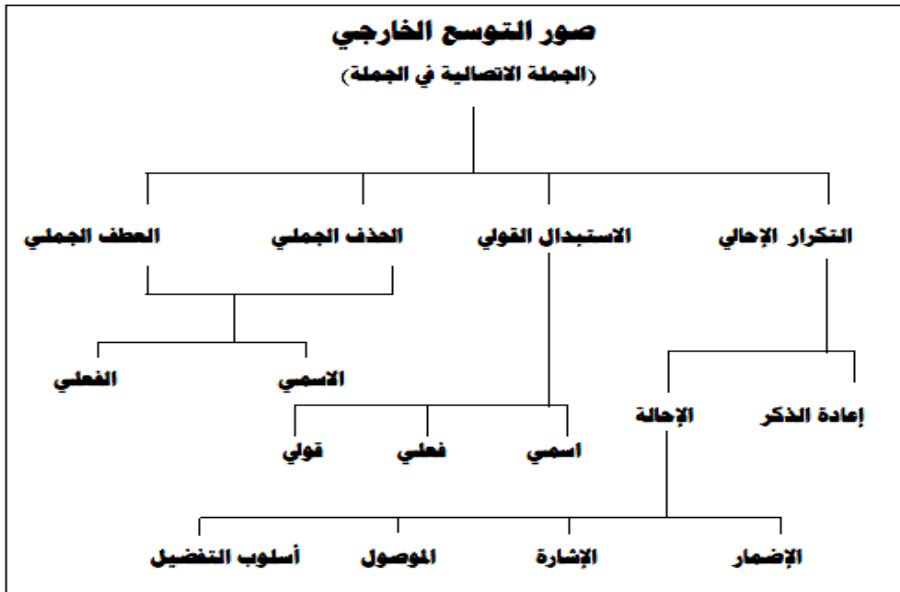 صور التوسع الخارجي
(الجملة الاتصالية في الجملة)
التكرار الإحالي
الاستبدال القولي
الحذف الجملي
العطف الجملي
الاسمي
الفعلي
إعادة الذكر
الإحالة
اسمي
فعلي
قولي
الإضمار
الإشارة
الموصول
أسلوب التفضيل